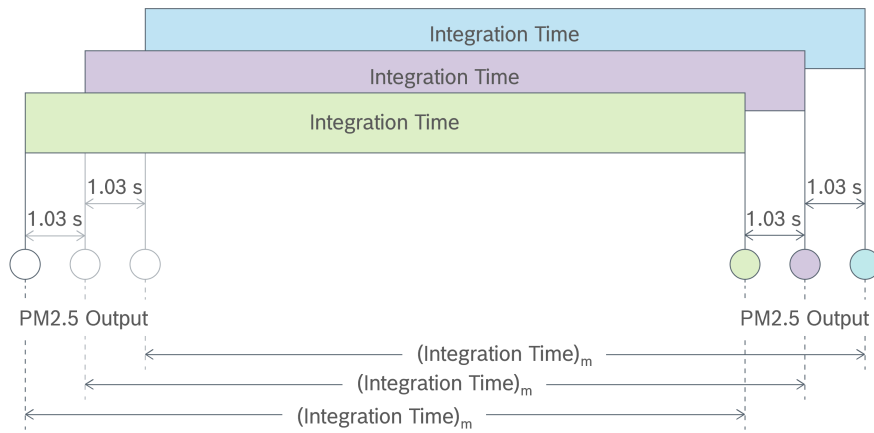 Integration Time
Integration Time
Integration Time
1.03 s
1.03 s
1.03 s
1.03 s
PM2.5 Output
PM2.5 Output
(Integration Time)m
(Integration Time)m
(Integration Time)m